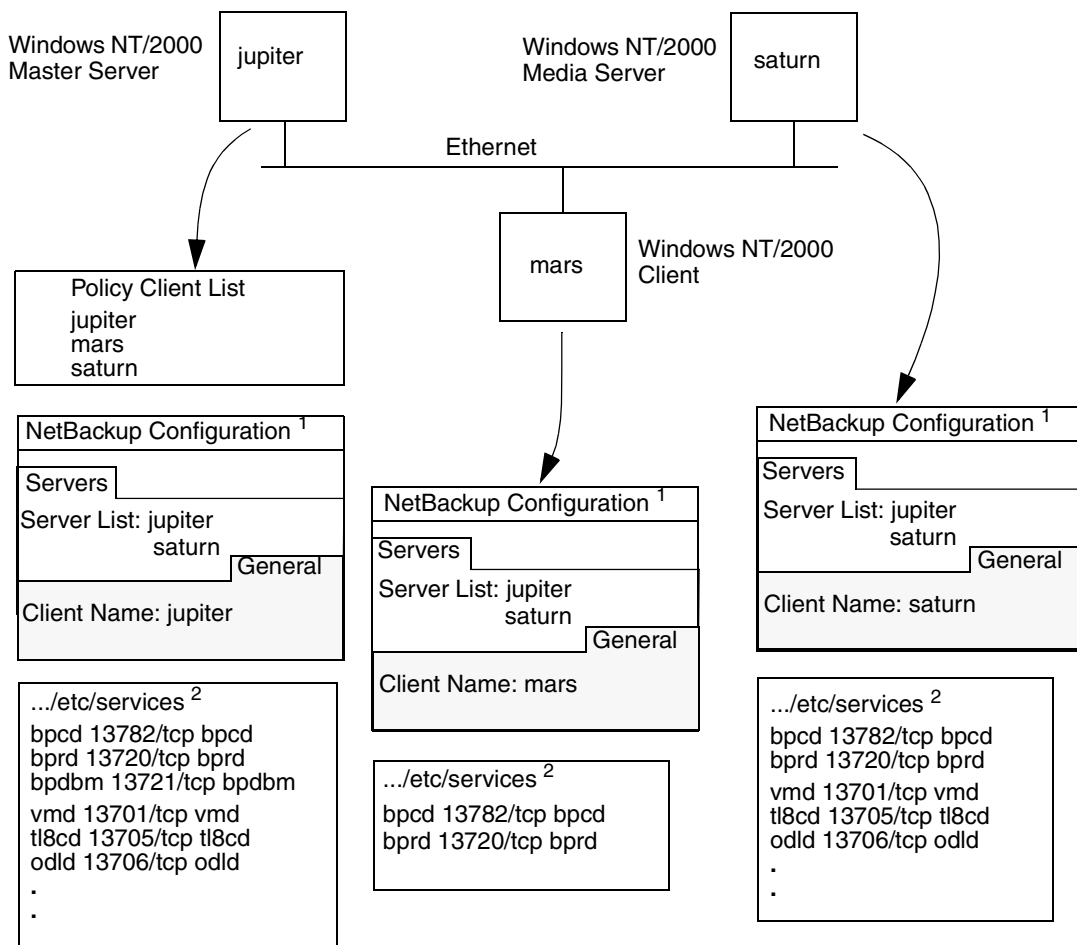 Windows NT/2000
Master Server
jupiter
Windows NT/2000
Media Server
saturn
Ethernet
mars
Windows NT/2000
Client
Policy Client List
jupiter
mars
saturn
NetBackup Configuration 1
Servers
Server List: jupiter
saturn
General
Client Name: jupiter
.../etc/services 2
bpcd 13782/tcp bpcd
bprd 13720/tcp bprd
bpdbm 13721/tcp bpdbm
vmd 13701/tcp vmd
tl8cd 13705/tcp tl8cd
odld 13706/tcp odld
.
.
NetBackup Configuration 1
Servers
Server List: jupiter
saturn
General
Client Name: mars
.../etc/services 2
bpcd 13782/tcp bpcd
bprd 13720/tcp bprd
NetBackup Configuration 1
Servers
Server List: jupiter
saturn
General
Client Name: saturn
.../etc/services 2
bpcd 13782/tcp bpcd
bprd 13720/tcp bprd
vmd 13701/tcp vmd
tl8cd 13705/tcp tl8cd
odld 13706/tcp odld
.
.